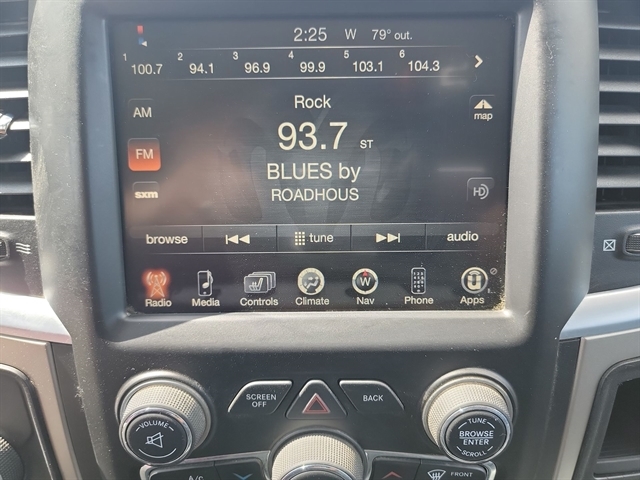 2:25 W 79° out.
1 100.7 2 94.1 3 96.9 4 99.9 5 103.1 6 104.3
Rock
AM
map
93.7 ST
FM
BLUES by
sxm
ROADHOUS
HD
browse tune audio
Radio Media Controls Climate W Nav Phone U Apps
SCREEN OFF BACK
VOLUME
TUNE
BROWSE
ENTER
SCROLL
A/C FRONT